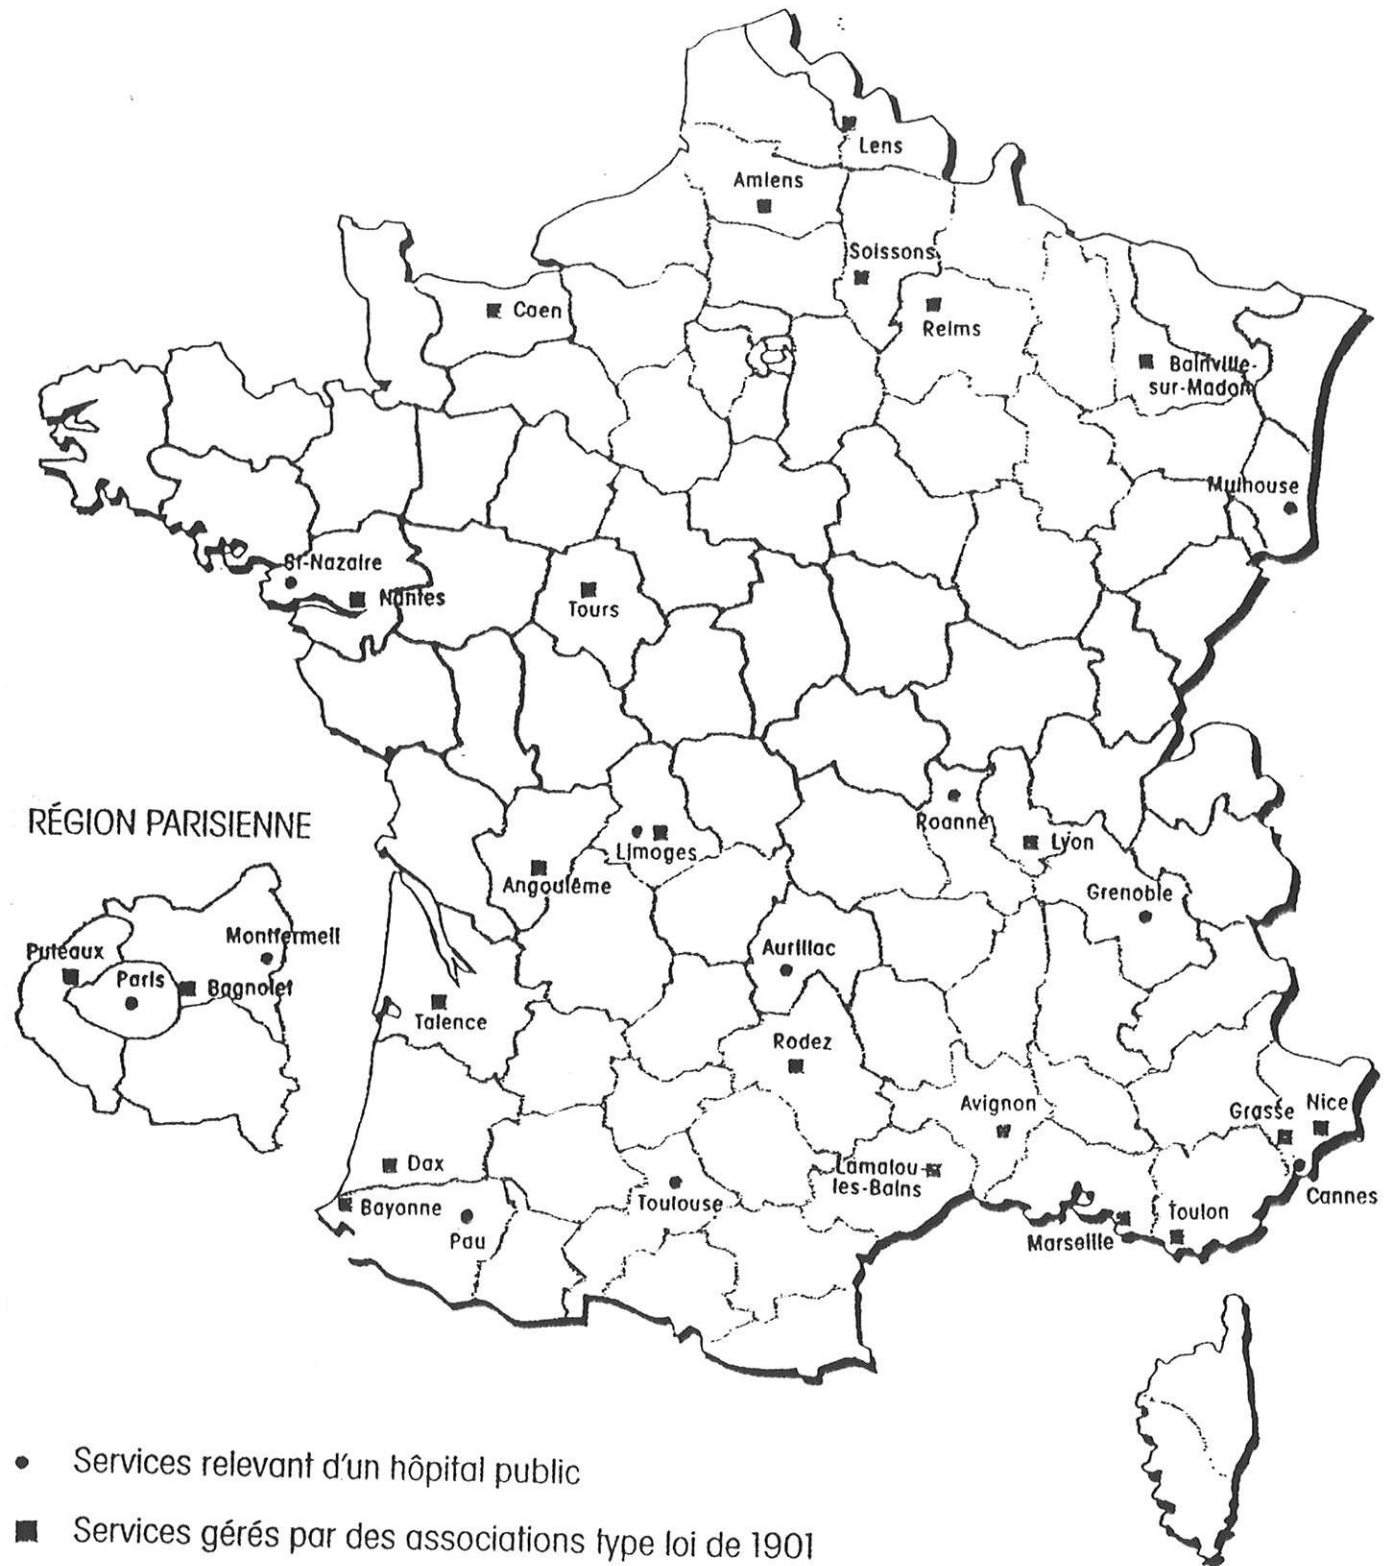 Lens
Amiens
Soissons
Caen
Reims
Bainville-
sur-Madon
Mulhouse
St-Nazaire
Nantes
Tours
RÉGION PARISIENNE
Roanne
Lyon
Limoges
Angoulême
Grenoble
Montfermeil
Puteaux
Paris
Bagnolet
Aurillac
Talence
Rodez
Avignon
Grasse
Nice
Dax
Lamalou-
les-Bains
Toulouse
Cannes
Bayonne
Pau
Toulon
Marseille
Services relevant d'un hôpital public
Services gérés par des associations type loi de 1901